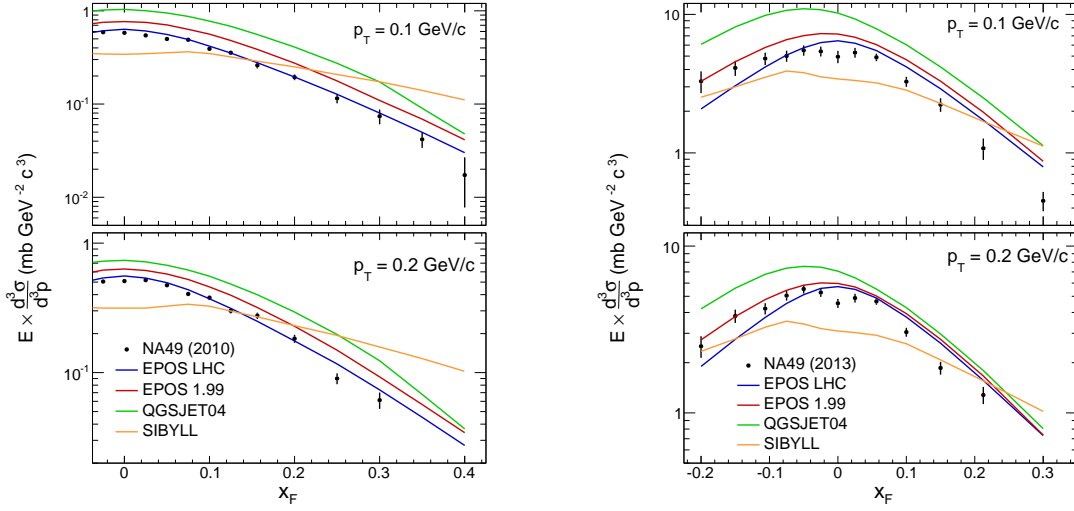 1
10⁻¹
10⁻²
p_T = 0.1 GeV/c
1
10⁻¹
p_T = 0.2 GeV/c
NA49 (2010)
EPOS LHC
EPOS 1.99
QGSJET04
SIBYLL
0 0.1 0.2 0.3 0.4
x_F
E × d³σ/d³p (mb GeV⁻² c³)
10
1
p_T = 0.1 GeV/c
10
1
p_T = 0.2 GeV/c
NA49 (2013)
EPOS LHC
EPOS 1.99
QGSJET04
SIBYLL
-0.2 -0.1 0 0.1 0.2 0.3
x_F
E × d³σ/d³p (mb GeV⁻² c³)